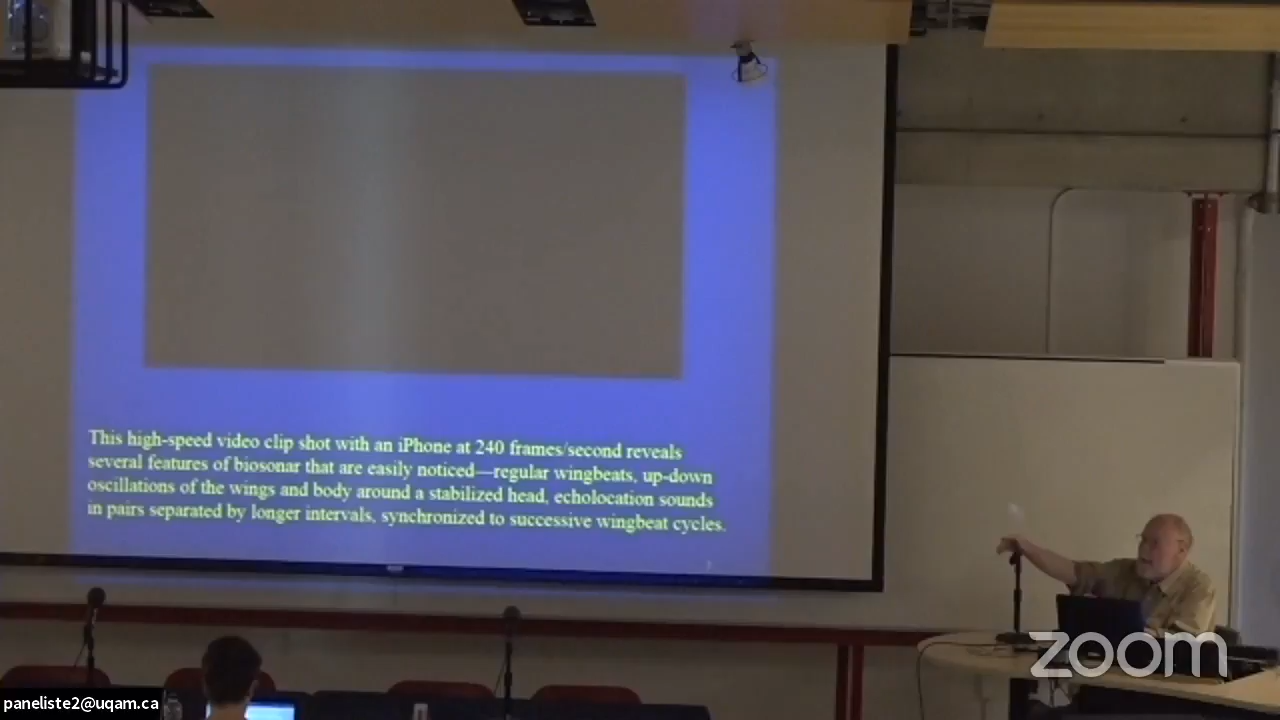 This high-speed video clip shot with an iPhone at 240 frames/second reveals
several features of biosonar that are easily noticed—regular wingbeats, up-down
oscillations of the wings and body around a stabilized head, echolocation sounds
in pairs separated by longer intervals, synchronized to successive wingbeat cycles.
zoom
paneliste2@uqam.ca